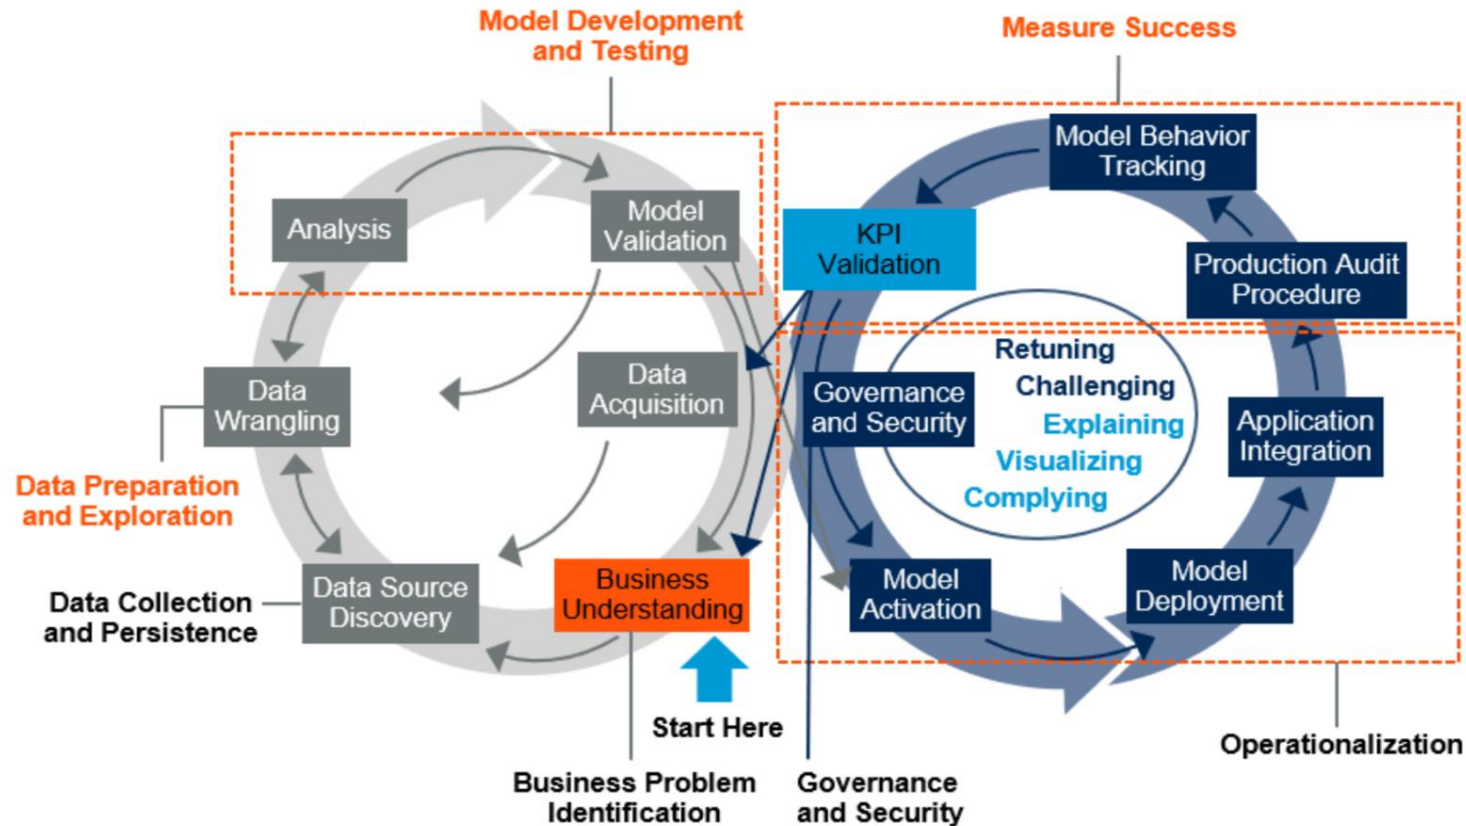 Model Development
and Testing
Measure Success
Model Behavior
Tracking
Analysis
Model
Validation
KPI
Validation
Production Audit
Procedure
Data
Wrangling
Data
Acquisition
Governance
and Security
Retuning
Challenging
Explaining
Visualizing
Complying
Application
Integration
Data Preparation
and Exploration
Data Collection
and Persistence
Data Source
Discovery
Business
Understanding
Model
Activation
Model
Deployment
Start Here
Business Problem
Identification
Governance
and Security
Operationalization